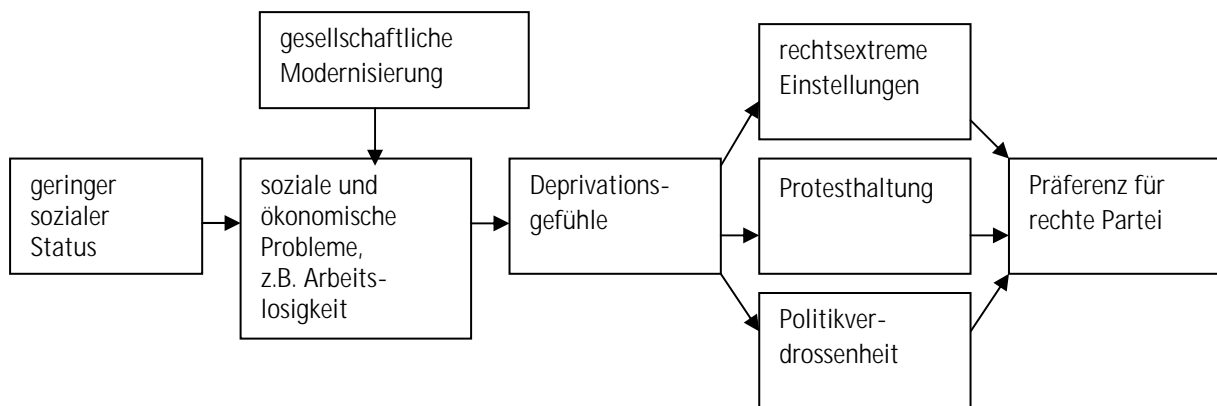 gesellschaftliche
Modernisierung
rechtsextreme
Einstellungen
geringer
sozialer
Status
soziale und
ökonomische
Probleme,
z.B. Arbeits-
losigkeit
Deprivations-
gefühle
Protesthaltung
Präferenz für
rechte Partei
Politikver-
drossenheit